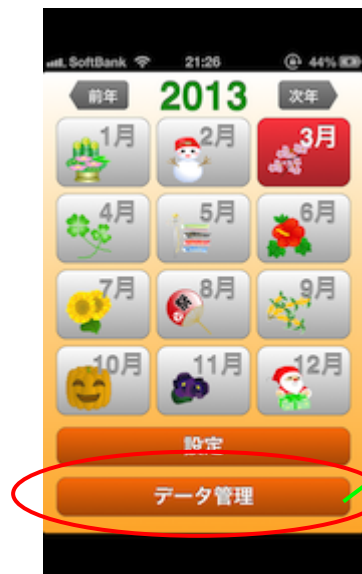 SoftBank 21:26 44%
前年 2013 次年
1月 2月 3月
4月 5月 6月
7月 8月 9月
10月 11月 12月
設定
データ管理